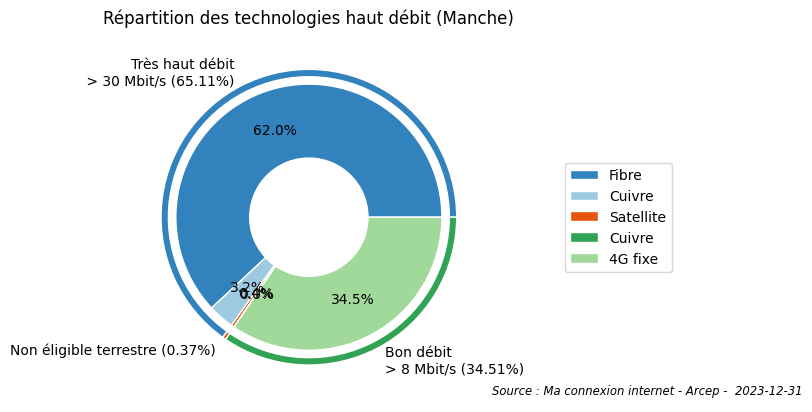 Répartition des technologies haut débit (Manche)
Très haut débit
> 30 Mbit/s (65.11%)
62.0%
Fibre
Cuivre
Satellite
Cuivre
4G fixe
3.2%
34.5%
Non éligible terrestre (0.37%)
Bon débit
> 8 Mbit/s (34.51%)
Source : Ma connexion internet - Arcep -  2023-12-31